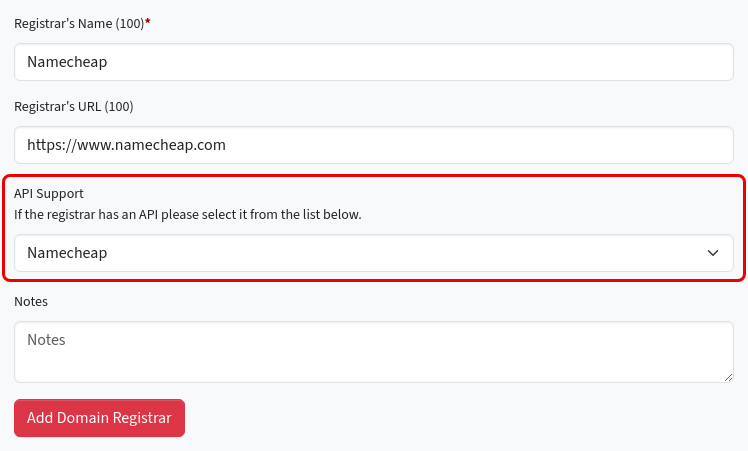 Registrar's Name (100)*
Namecheap
Registrar's URL (100)
https://www.namecheap.com
API Support
If the registrar has an API please select it from the list below.
Namecheap
Notes
Notes
Add Domain Registrar